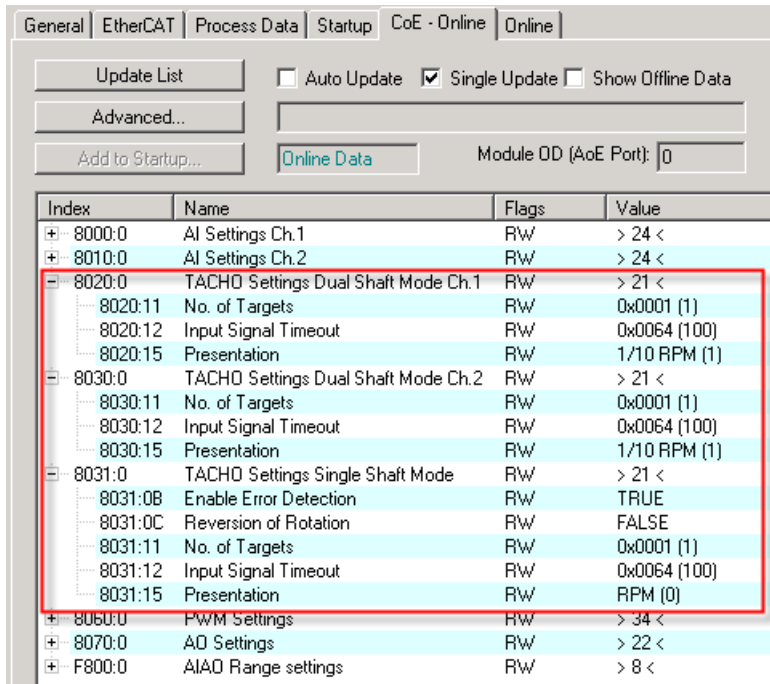 General EtherCAT Process Data Startup CoE - Online Online
Update List Auto Update Single Update Show Offline Data
Advanced...
Add to Startup... Online Data Module OD (AoE Port): 0
Index Name Flags Value
8000:0 AI Settings Ch.1 RW > 24 <
8010:0 AI Settings Ch.2 RW > 24 <
8020:0 TACHO Settings Dual Shaft Mode Ch.1 RW > 21 <
8020:11 No. of Targets RW 0x0001 (1)
8020:12 Input Signal Timeout RW 0x0064 (100)
8020:15 Presentation RW 1/10 RPM (1)
8030:0 TACHO Settings Dual Shaft Mode Ch.2 RW > 21 <
8030:11 No. of Targets RW 0x0001 (1)
8030:12 Input Signal Timeout RW 0x0064 (100)
8030:15 Presentation RW 1/10 RPM (1)
8031:0 TACHO Settings Single Shaft Mode RW > 21 <
8031:0B Enable Error Detection RW TRUE
8031:0C Reversion of Rotation RW FALSE
8031:11 No. of Targets RW 0x0001 (1)
8031:12 Input Signal Timeout RW 0x0064 (100)
8031:15 Presentation RW RPM (0)
8060:0 PWM Settings RW > 34 <
8070:0 AO Settings RW > 22 <
F800:0 AIAO Range settings RW > 8 <